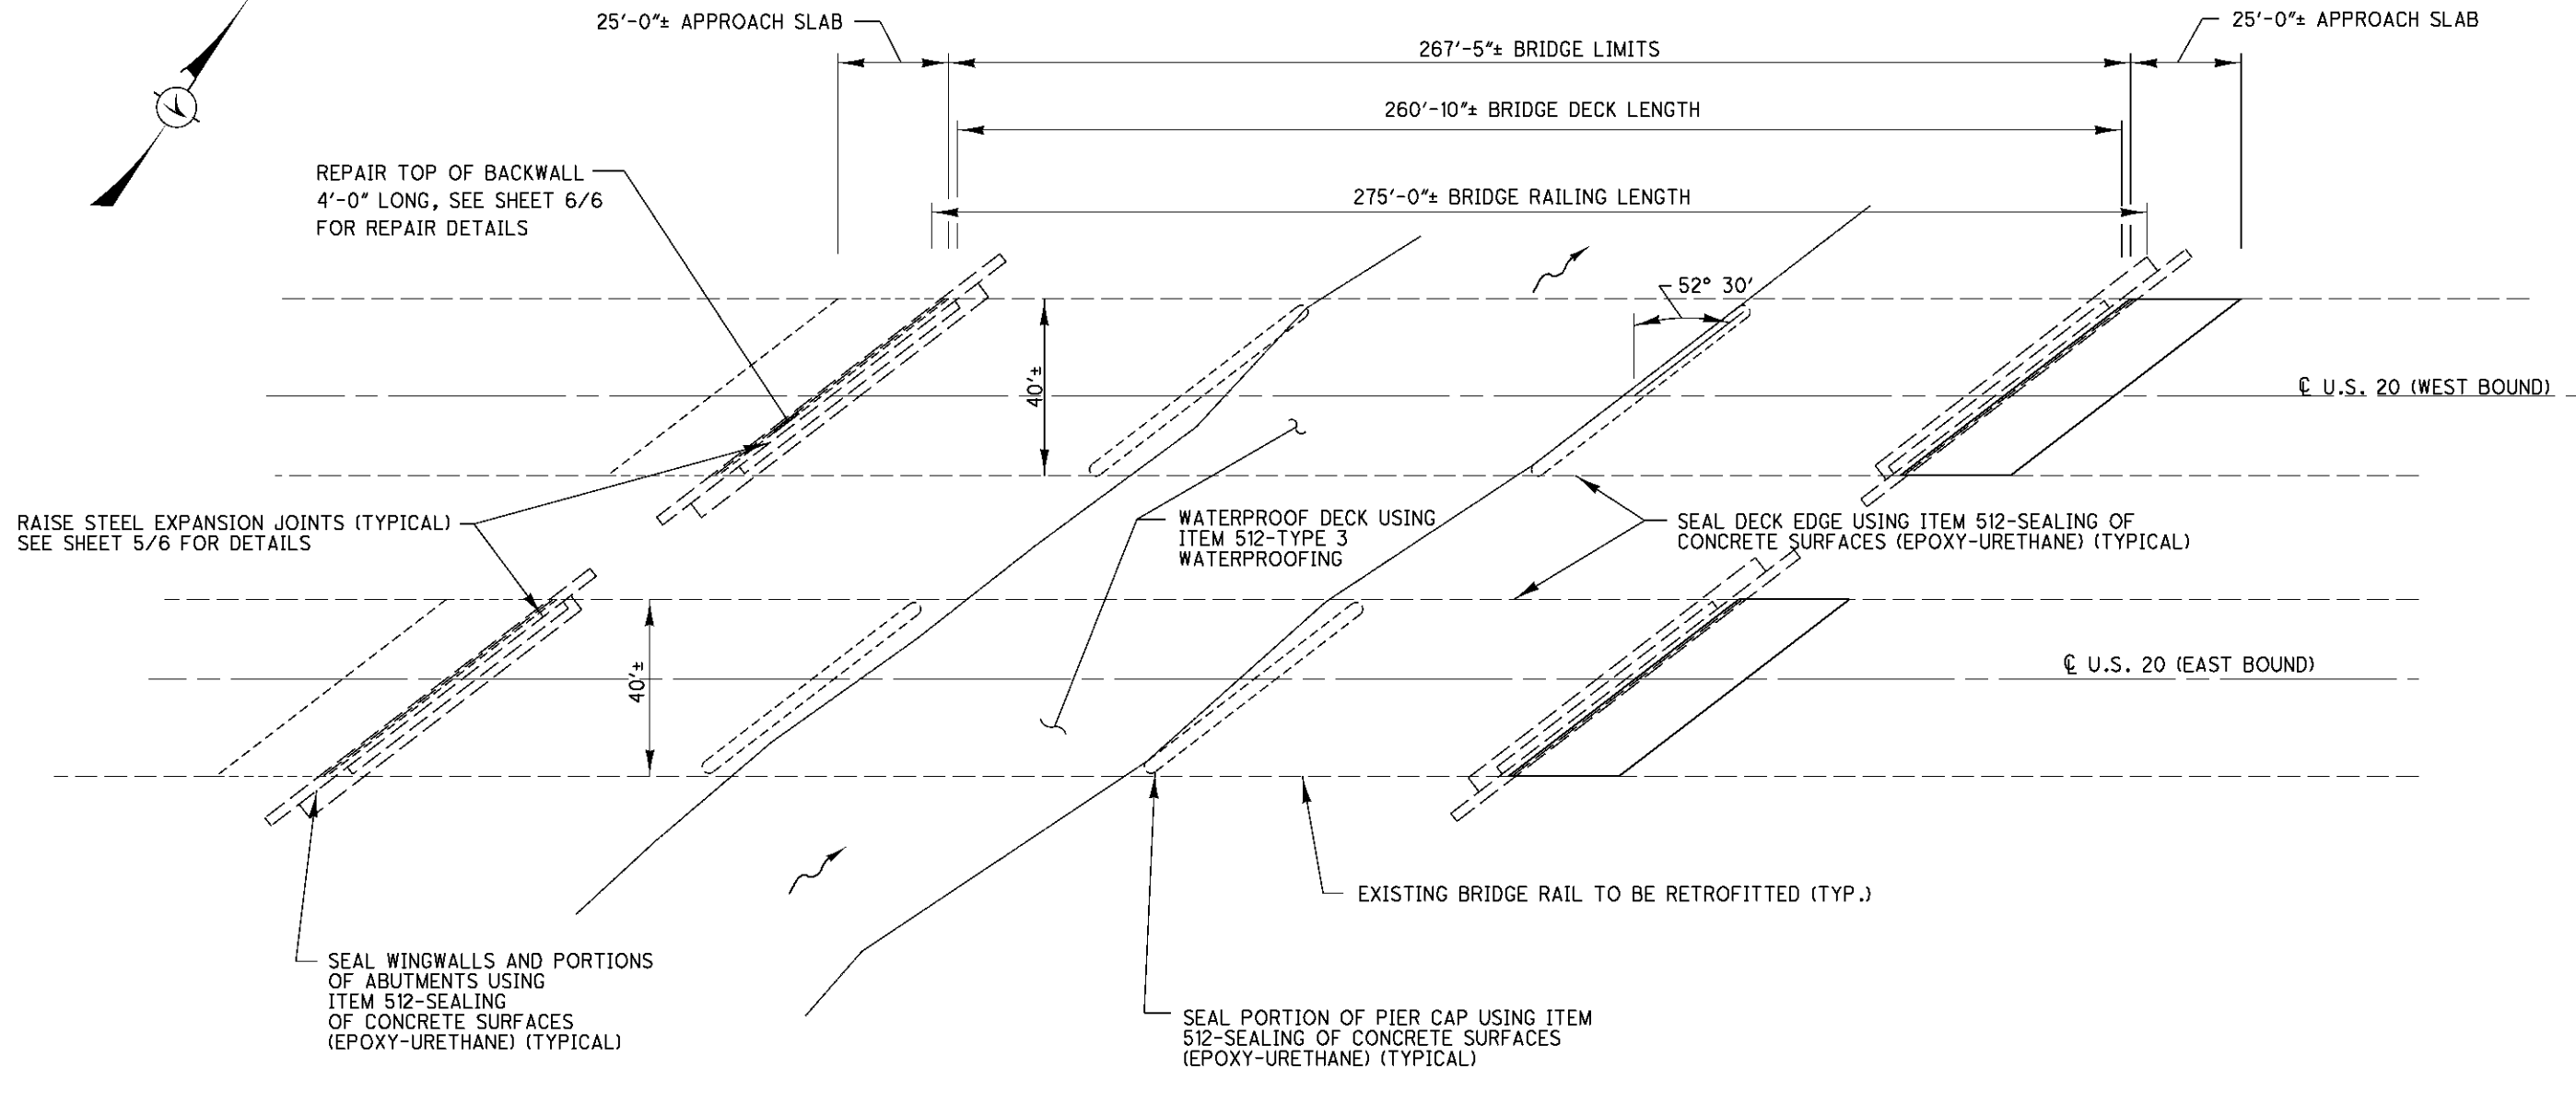 25'-0"± APPROACH SLAB
25'-0"± APPROACH SLAB
267'-5"± BRIDGE LIMITS
260'-10"± BRIDGE DECK LENGTH
REPAIR TOP OF BACKWALL
4'-0" LONG, SEE SHEET 6/6
FOR REPAIR DETAILS
275'-0"± BRIDGE RAILING LENGTH
52° 30'
40'±
℄ U.S. 20 (WEST BOUND)
RAISE STEEL EXPANSION JOINTS (TYPICAL)
SEE SHEET 5/6 FOR DETAILS
WATERPROOF DECK USING
ITEM 512-TYPE 3
WATERPROOFING
SEAL DECK EDGE USING ITEM 512-SEALING OF
CONCRETE SURFACES (EPOXY-URETHANE) (TYPICAL)
40'±
℄ U.S. 20 (EAST BOUND)
EXISTING BRIDGE RAIL TO BE RETROFITTED (TYP.)
SEAL WINGWALLS AND PORTIONS
OF ABUTMENTS USING
ITEM 512-SEALING
OF CONCRETE SURFACES
(EPOXY-URETHANE) (TYPICAL)
SEAL PORTION OF PIER CAP USING ITEM
512-SEALING OF CONCRETE SURFACES
(EPOXY-URETHANE) (TYPICAL)